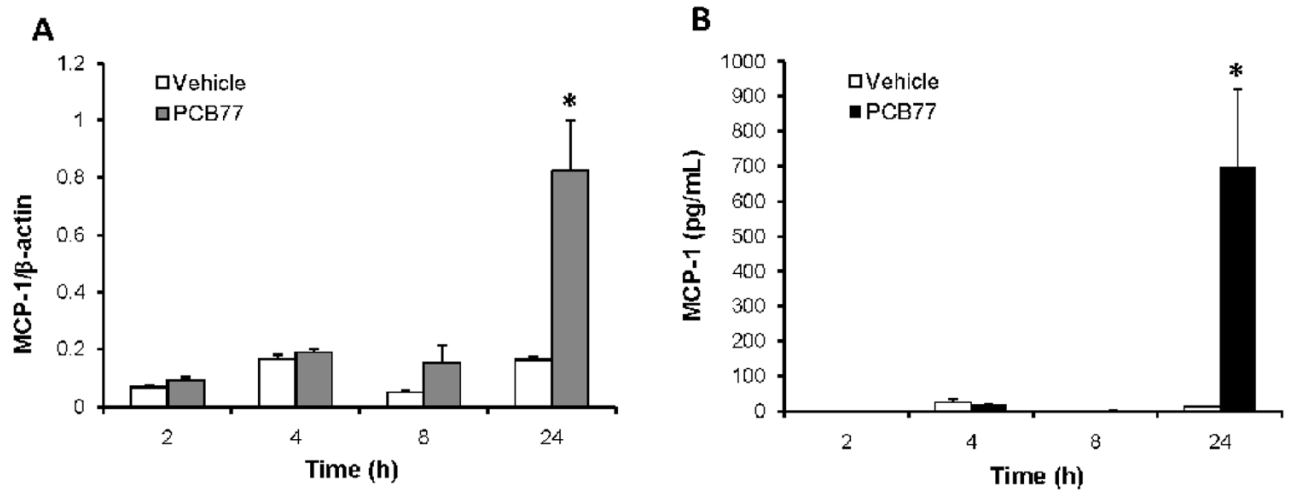 A
1.2
1
0.8
0.6
0.4
0.2
0
MCP-1/β-actin
Vehicle
PCB77
*
2 4 8 24
Time (h)
B
1000
900
800
700
600
500
400
300
200
100
0
MCP-1 (pg/mL)
Vehicle
PCB77
*
2 4 8 24
Time (h)